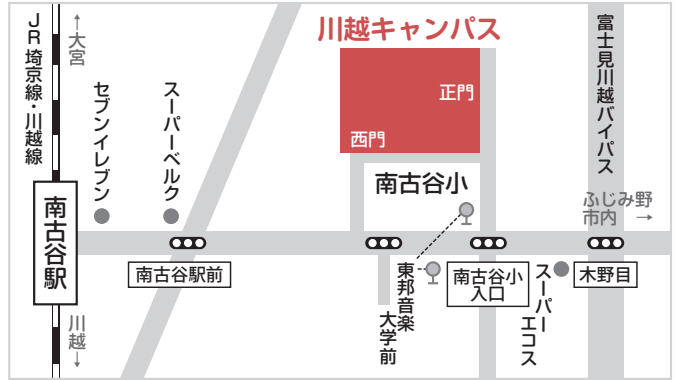 川越キャンパス
正門
西門
JR埼京線・川越線
↑大宮
セブンイレブン
スーパーベルク
富士見川越バイパス
南古谷小
ふじみ野
市内 →
南古谷駅
南古谷駅前
東邦音楽
大学前
南古谷小
入口
スーパー
エコス
木野目
川越↓